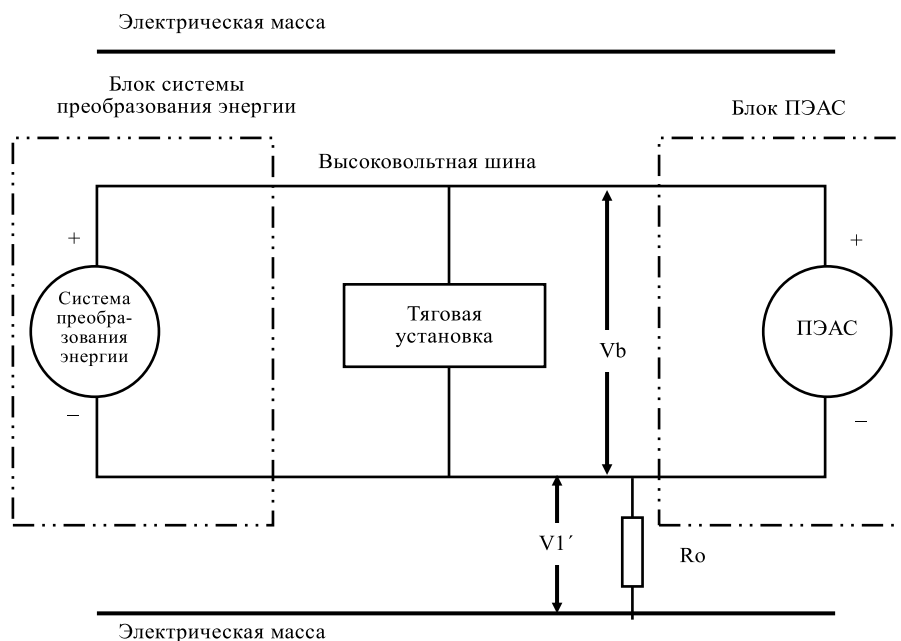 Электрическая масса
Блок системы
преобразования энергии
Блок ПЭАС
Высоковольтная шина
+
+
Система
преобра-
зования
энергии
Тяговая
установка
ПЭАС
Vb
–
–
V1´
Ro
Электрическая масса